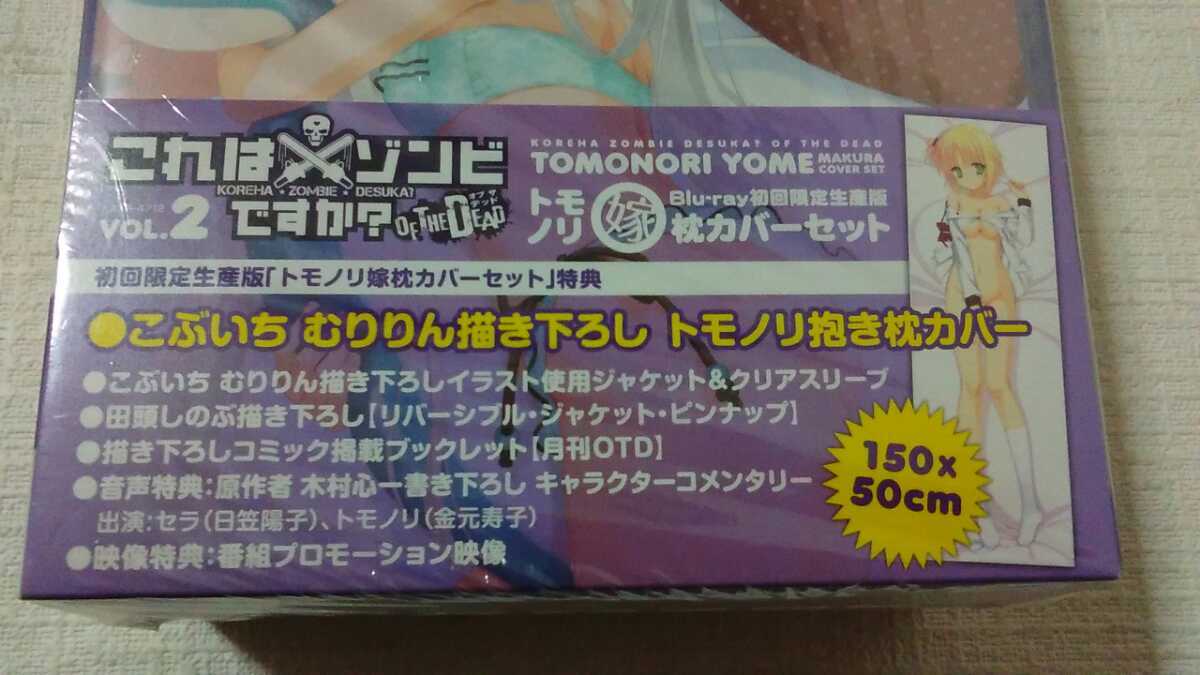 これはゾンビ
KOREHA ZOMBIE DESUKA?
VOL.2 ですか? OF THE DEAD
オブ ザ デッド
KOREHA ZOMBIE DESUKA? OF THE DEAD
TOMONORI YOME MAKURA COVER SET
トモノリ 嫁 Blu-ray初回限定生産版
枕カバーセット
初回限定生産版「トモノリ嫁枕カバーセット」特典
●こぶいち むりりん描き下ろし トモノリ抱き枕カバー
●こぶいち むりりん描き下ろしイラスト使用ジャケット&クリアスリーブ
●田頭しのぶ描き下ろし【リバーシブル・ジャケット・ピンナップ】
●描き下ろしコミック掲載ブックレット【月刊OTD】
●音声特典:原作者 木村心一書き下ろし キャラクターコメンタリー
出演:セラ(日笠陽子)、トモノリ(金元寿子)
●映像特典:番組プロモーション映像
150×
50cm